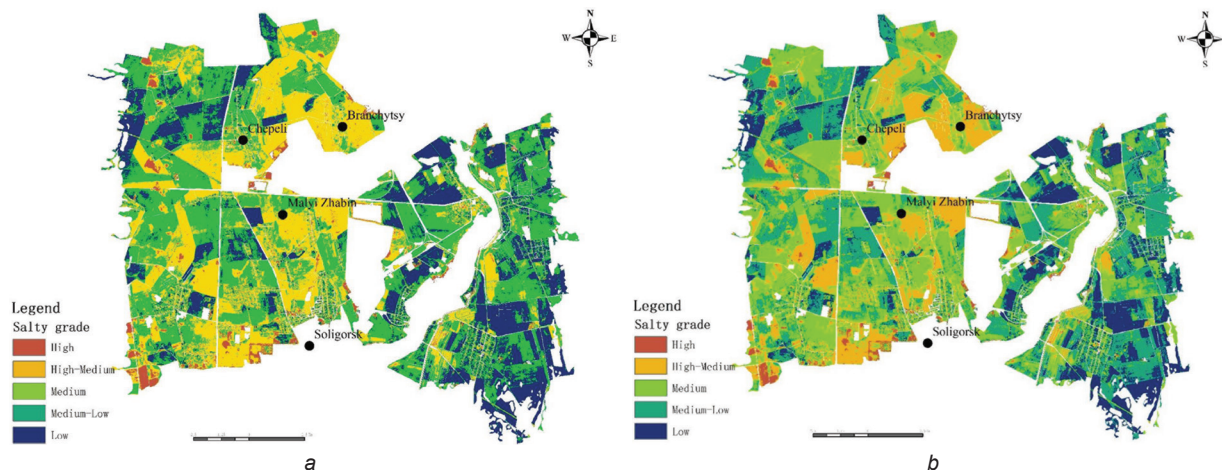 N
W E
S
Chepeli
Branchytsy
Malyi Zhabin
Soligorsk
Legend
Salty grade
High
High-Medium
Medium
Medium-Low
Low
a
N
W E
S
Chepeli
Branchytsy
Malyi Zhabin
Soligorsk
Legend
Salty grade
High
High-Medium
Medium
Medium-Low
Low
b